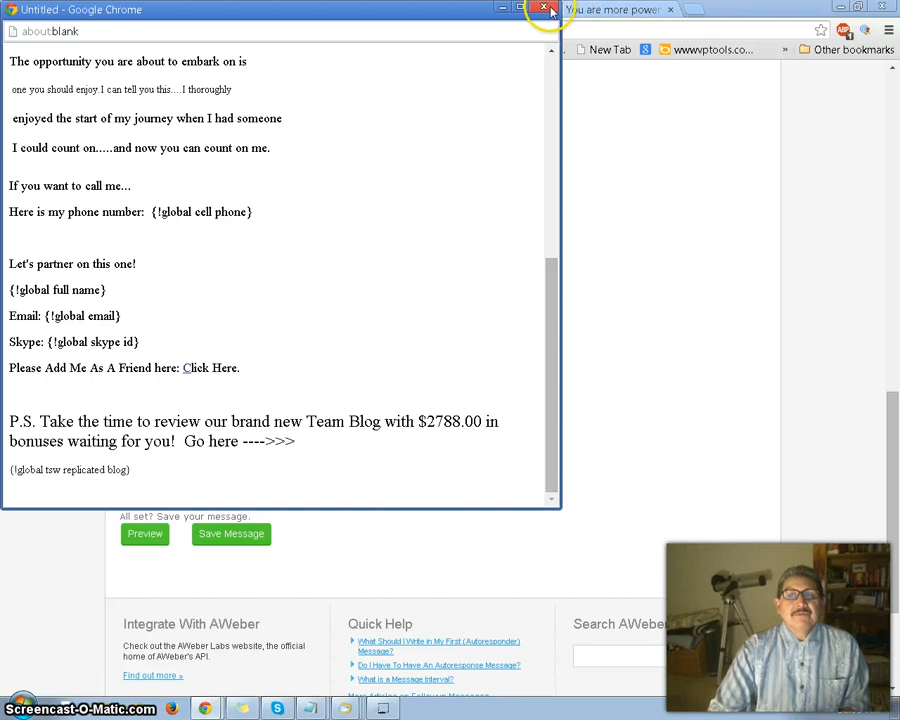 Untitled - Google Chrome
You are more power
about:blank
New Tab
wwwvptools.co...
»
Other bookmarks
The opportunity you are about to embark on is
one you should enjoy.I can tell you this....I thoroughly
enjoyed the start of my journey when I had someone
I could count on.....and now you can count on me.
If you want to call me...
Here is my phone number: {!global cell phone}
Let's partner on this one!
{!global full name}
Email: {!global email}
Skype: {!global skype id}
Please Add Me As A Friend here: Click Here.
P.S. Take the time to review our brand new Team Blog with $2788.00 in
bonuses waiting for you! Go here ---->>>
(!global tsw replicated blog)
All set? Save your message.
Preview
Save Message
Integrate With AWeber
Check out the AWeber Labs website, the official
home of AWeber's API.
Find out more »
Quick Help
What Should I Write in My First (Autoresponder)
Message?
Do I Have To Have An Autoresponse Message?
What is a Message Interval?
Search AWeber
Screencast-O-Matic.com